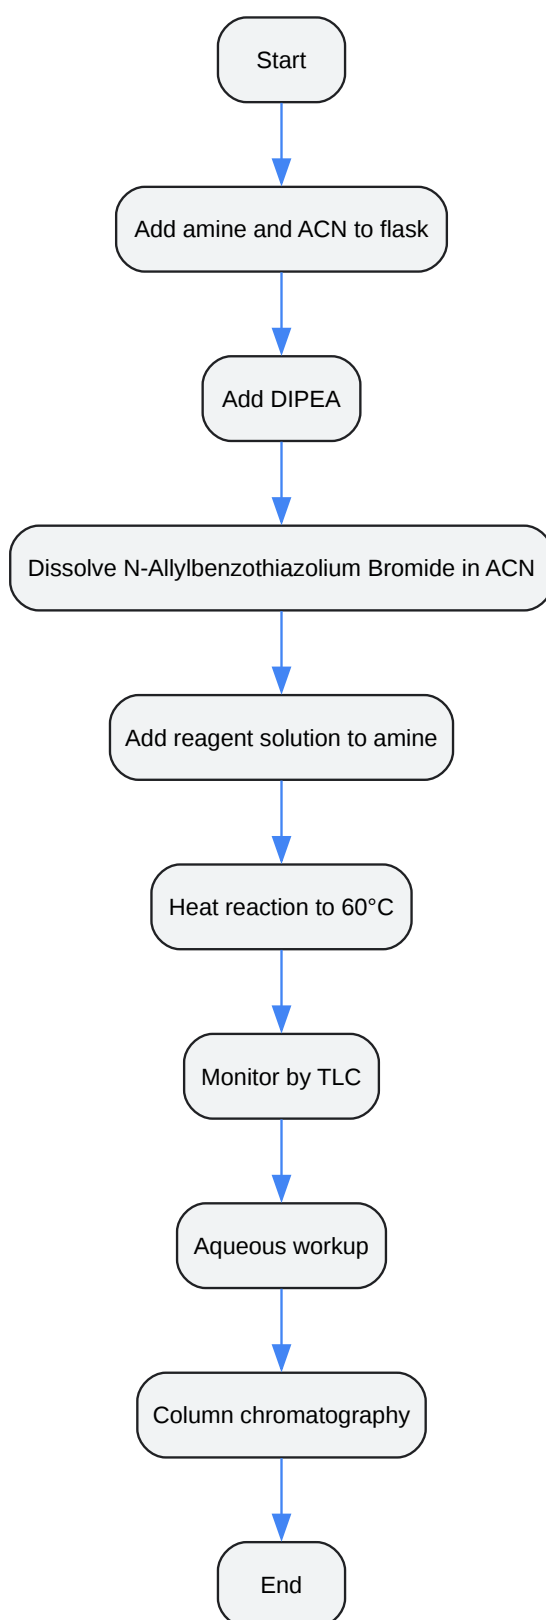 Start
Add amine and ACN to flask
Add DIPEA
Dissolve N-Allylbenzothiazolium Bromide in ACN
Add reagent solution to amine
Heat reaction to 60°C
Monitor by TLC
Aqueous workup
Column chromatography
End